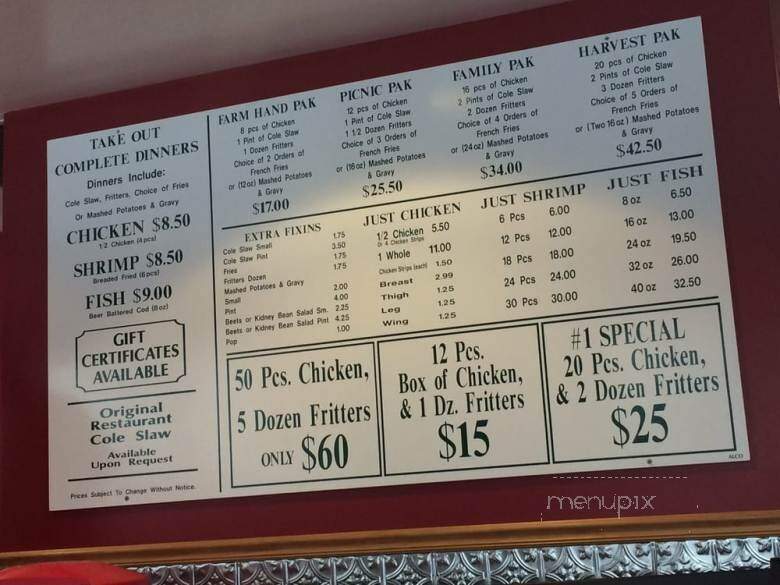 TAKE OUT
COMPLETE DINNERS
Dinners Include:
Cole Slaw, Fritters, Choice of Fries
Or Mashed Potatoes & Gravy
CHICKEN $8.50
1/2 Chicken (4 pcs)
SHRIMP $8.50
Breaded Fried (6 pcs)
FISH $9.00
Beer Battered Cod (8 oz)
GIFT
CERTIFICATES
AVAILABLE
Original
Restaurant
Cole Slaw
Available
Upon Request
Prices Subject To Change Without Notice.
FARM HAND PAK
8 pcs of Chicken
1 Pint of Cole Slaw
1 Dozen Fritters
Choice of 2 Orders of
French Fries
or (12 oz) Mashed Potatoes
& Gravy
$17.00
PICNIC PAK
12 pcs of Chicken
1 Pint of Cole Slaw
1 1/2 Dozen Fritters
Choice of 3 Orders of
French Fries
or (16 oz) Mashed Potatoes
& Gravy
$25.50
FAMILY PAK
16 pcs of Chicken
2 Pints of Cole Slaw
2 Dozen Fritters
Choice of 4 Orders of
French Fries
or (24 oz) Mashed Potatoes
& Gravy
$34.00
HARVEST PAK
20 pcs of Chicken
2 Pints of Cole Slaw
3 Dozen Fritters
Choice of 5 Orders of
French Fries
or (Two 16 oz) Mashed Potatoes
& Gravy
$42.50
EXTRA FIXINS
Cole Slaw Small 1.75
Cole Slaw Pint 3.50
Fries 1.75
Fritters Dozen 1.75
Mashed Potatoes & Gravy
Small 2.00
Pint 4.00
Beets or Kidney Bean Salad Sm. 2.25
Beets or Kidney Bean Salad Pint 4.25
Pop 1.00
JUST CHICKEN
1/2 Chicken 5.50
Or 4 Chicken Strips
1 Whole 11.00
Chicken Strips (each) 1.50
Breast 2.99
Thigh 1.25
Leg 1.25
Wing 1.25
JUST SHRIMP
6 Pcs 6.00
12 Pcs 12.00
18 Pcs 18.00
24 Pcs 24.00
30 Pcs 30.00
JUST FISH
8 oz 6.50
16 oz 13.00
24 oz 19.50
32 oz 26.00
40 oz 32.50
50 Pcs. Chicken,
5 Dozen Fritters
ONLY $60
12 Pcs.
Box of Chicken,
& 1 Dz. Fritters
$15
#1 SPECIAL
20 Pcs. Chicken,
& 2 Dozen Fritters
$25
menupix